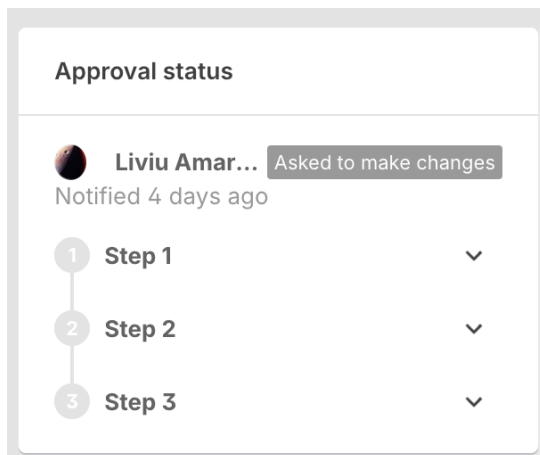 Approval status
Liviu Amar... Asked to make changes
Notified 4 days ago
1 Step 1
2 Step 2
3 Step 3